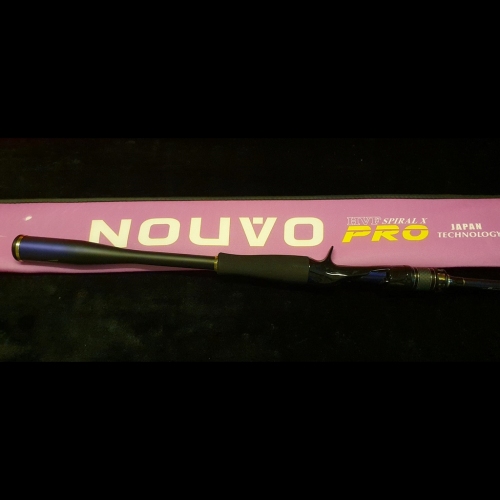 NOUVO
HVF SPIRAL-X
PRO
JAPAN
TECHNOLOGY